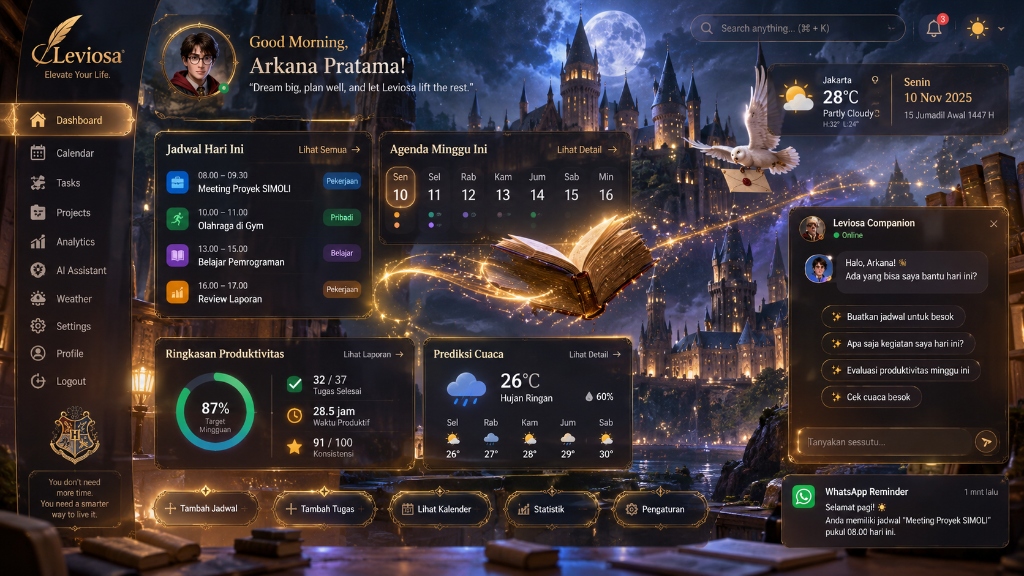 Leviosa
Elevate Your Life.
Dashboard
Calendar
Tasks
Projects
Analytics
AI Assistant
Weather
Settings
Profile
Logout
H
You don't need
more time.
You need a smarter
way to live it.
Good Morning,
Arkana Pratama!
"Dream big, plan well, and let Leviosa lift the rest."
Search anything... (⌘ + K)
3
Jakarta
28°C
Partly Cloudy
H:32° L:24°
Senin
10 Nov 2025
15 Jumadil Awal 1447 H
Jadwal Hari Ini
Lihat Semua →
08.00 – 09.30
Meeting Proyek SIMOLI
Pekerjaan
10.00 – 11.00
Olahraga di Gym
Pribadi
13.00 – 15.00
Belajar Pemrograman
Belajar
16.00 – 17.00
Review Laporan
Pekerjaan
Agenda Minggu Ini
Lihat Detail →
Sen Sel Rab Kam Jum Sab Min
10 11 12 13 14 15 16
Ringkasan Produktivitas
Lihat Laporan →
87%
Target
Mingguan
32 / 37
Tugas Selesai
28.5 jam
Waktu Produktif
91 / 100
Konsistensi
Prediksi Cuaca
Lihat Detail →
26°C
Hujan Ringan
60%
Sel Rab Kam Jum Sab
26° 27° 28° 29° 30°
+ Tambah Jadwal
+ Tambah Tugas
Lihat Kalender
Statistik
Pengaturan
Leviosa Companion
Online
×
Halo, Arkana! 👋
Ada yang bisa saya bantu hari ini?
Buatkan jadwal untuk besok
Apa saja kegiatan saya hari ini?
Evaluasi produktivitas minggu ini
Cek cuaca besok
Tanyakan sessutu...
WhatsApp Reminder
1 mnt lalu
Selamat pagi! ☀️
Anda memiliki jadwal "Meeting Proyek SIMOLI"
pukul 08.00 hari ini.